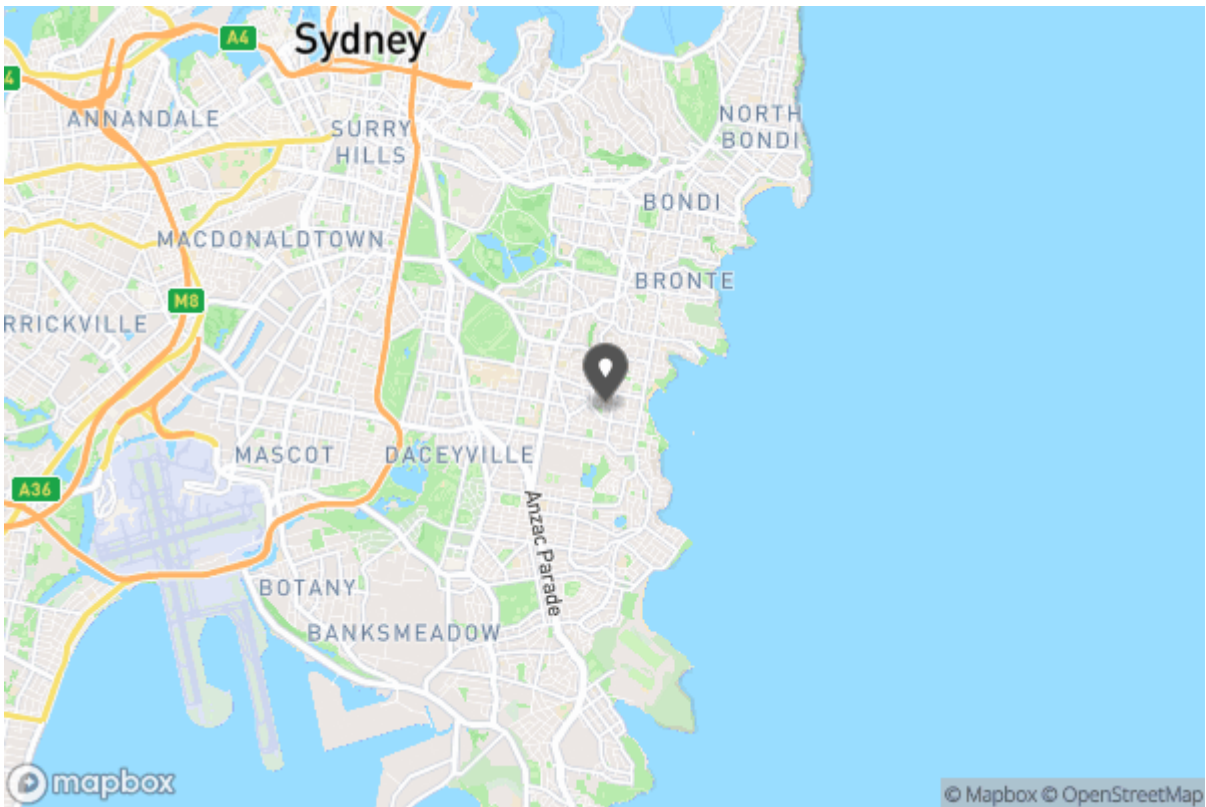 A4
Sydney
4
ANNANDALE
SURRY
HILLS
NORTH
BONDI
BONDI
MACDONALDTOWN
BRONTE
M8
RRICKVILLE
MASCOT
DACEYVILLE
A36
Anzac Parade
BOTANY
BANKSMEADOW
mapbox
© Mapbox © OpenStreetMap